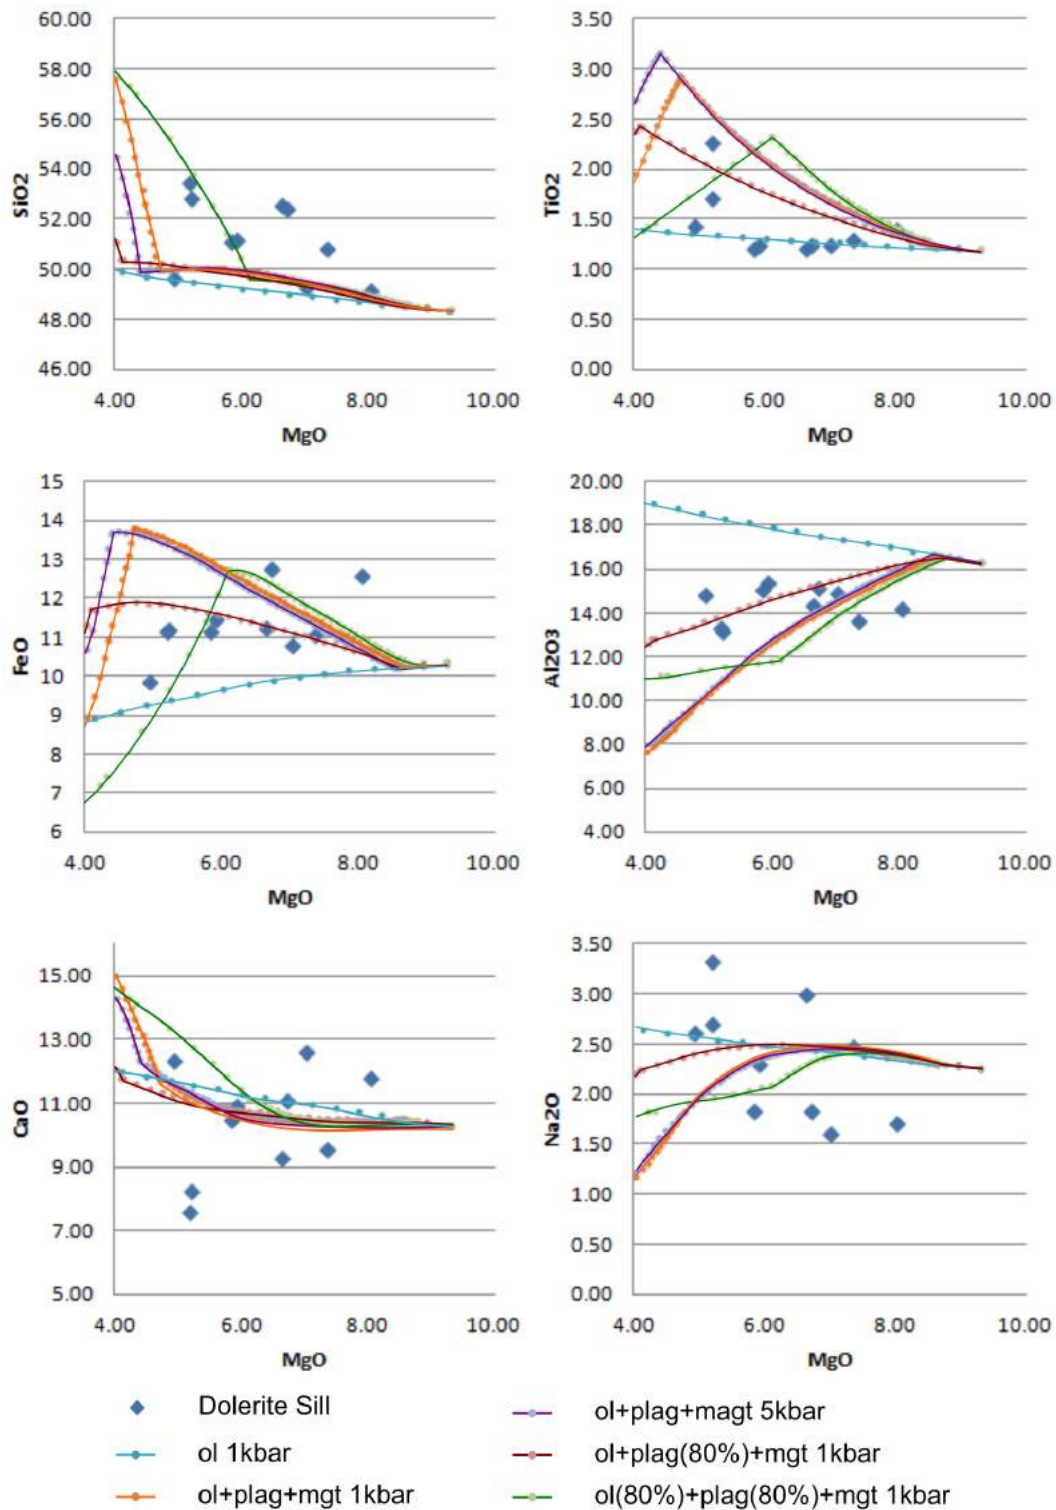 60.00
58.00
56.00
54.00
52.00
50.00
48.00
46.00
SiO2
4.00 6.00 8.00 10.00
MgO
3.50
3.00
2.50
2.00
1.50
1.00
0.50
0.00
TiO2
4.00 6.00 8.00 10.00
MgO
15
14
13
12
11
10
9
8
7
6
FeO
4.00 6.00 8.00 10.00
MgO
20.00
18.00
16.00
14.00
12.00
10.00
8.00
6.00
4.00
Al2O3
4.00 6.00 8.00 10.00
MgO
15.00
13.00
11.00
9.00
7.00
5.00
CaO
4.00 6.00 8.00 10.00
MgO
3.50
3.00
2.50
2.00
1.50
1.00
0.50
0.00
Na2O
4.00 6.00 8.00 10.00
MgO
Dolerite Sill
ol 1kbar
ol+plag+mgt 1kbar
ol+plag+magt 5kbar
ol+plag(80%)+mgt 1kbar
ol(80%)+plag(80%)+mgt 1kbar